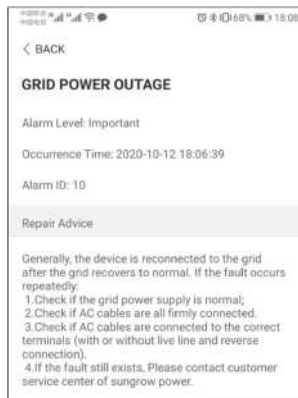 68% 18:08
< BACK
GRID POWER OUTAGE
Alarm Level: Important
Occurrence Time: 2020-10-12 18:06:39
Alarm ID: 10
Repair Advice
Generally, the device is reconnected to the grid
after the grid recovers to normal. If the fault occurs
repeatedly:
1.Check if the grid power supply is normal;
2.Check if AC cables are all firmly connected.
3.Check if AC cables are connected to the correct
terminals (with or without live line and reverse
connection).
4.If the fault still exists, Please contact customer
service center of sungrow power.